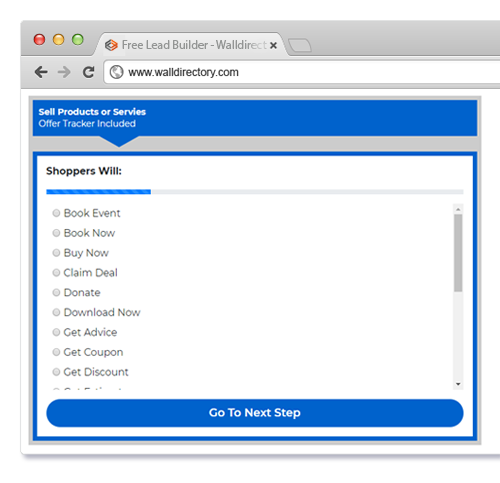 Free Lead Builder - Walldirect
www.walldirectory.com
Sell Products or Servies
Offer Tracker Included
Shoppers Will:
Book Event
Book Now
Buy Now
Claim Deal
Donate
Download Now
Get Advice
Get Coupon
Get Discount
Go To Next Step